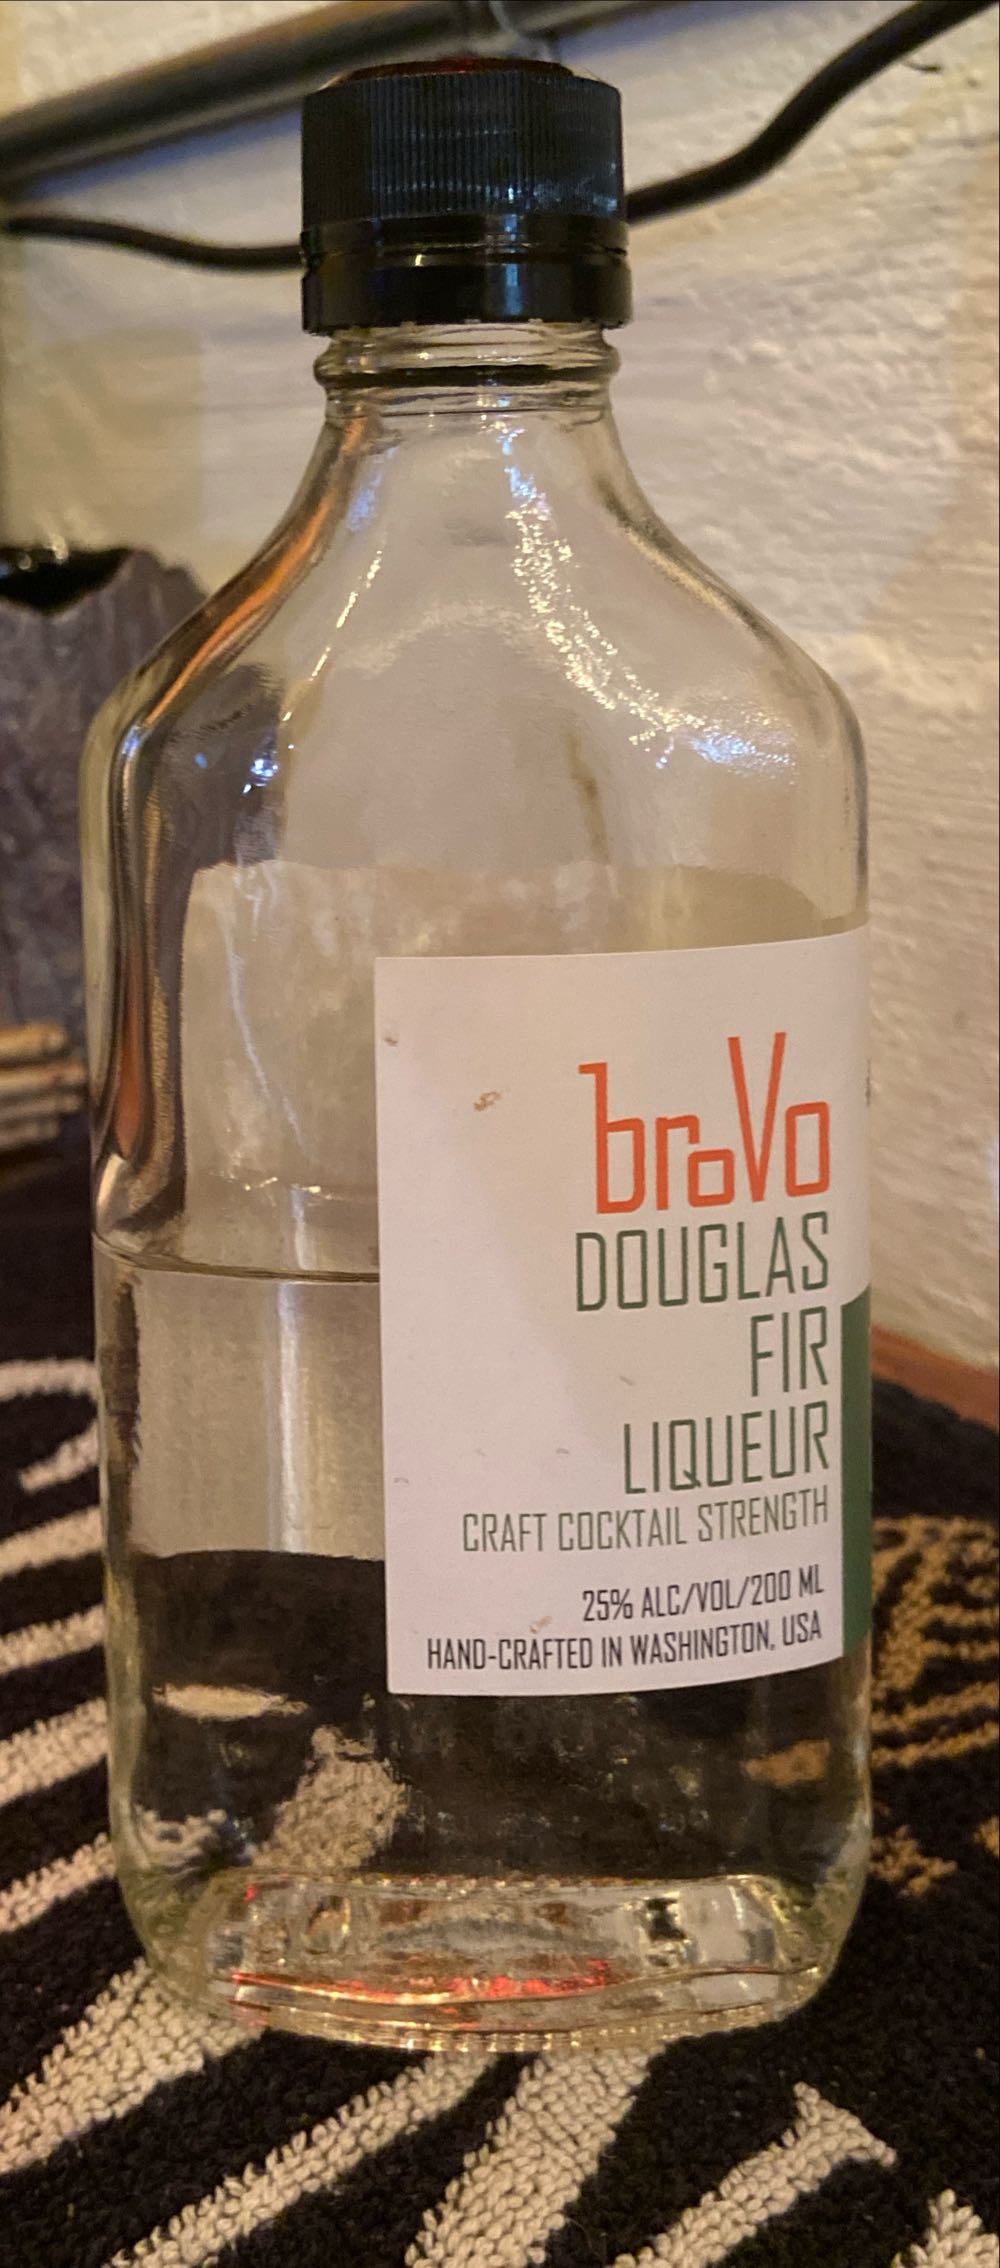 broVo
DOUGLAS
FIR
LIQUEUR
CRAFT COCKTAIL STRENGTH
25% ALC/VOL/200 ML
HAND-CRAFTED IN WASHINGTON, USA